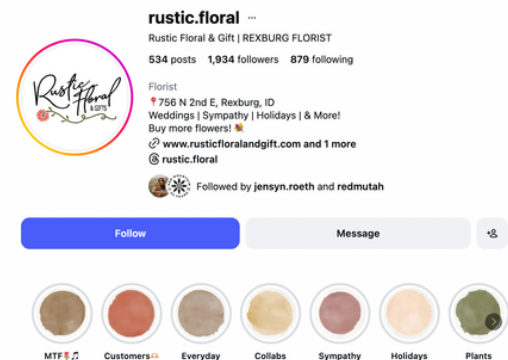 rustic.floral ...
Rustic Floral & Gift | REXBURG FLORIST
534 posts 1,934 followers 879 following
Rustic
Floral
& GIFTS
Florist
📍756 N 2nd E, Rexburg, ID
Weddings | Sympathy | Holidays | & More!
Buy more flowers! 💐
www.rusticfloralandgift.com and 1 more
rustic.floral
Followed by jensyn.roeth and redmutah
Follow Message
MTF🌷🎵 Customers🫶🏻 Everyday Collabs Sympathy Holidays Plants